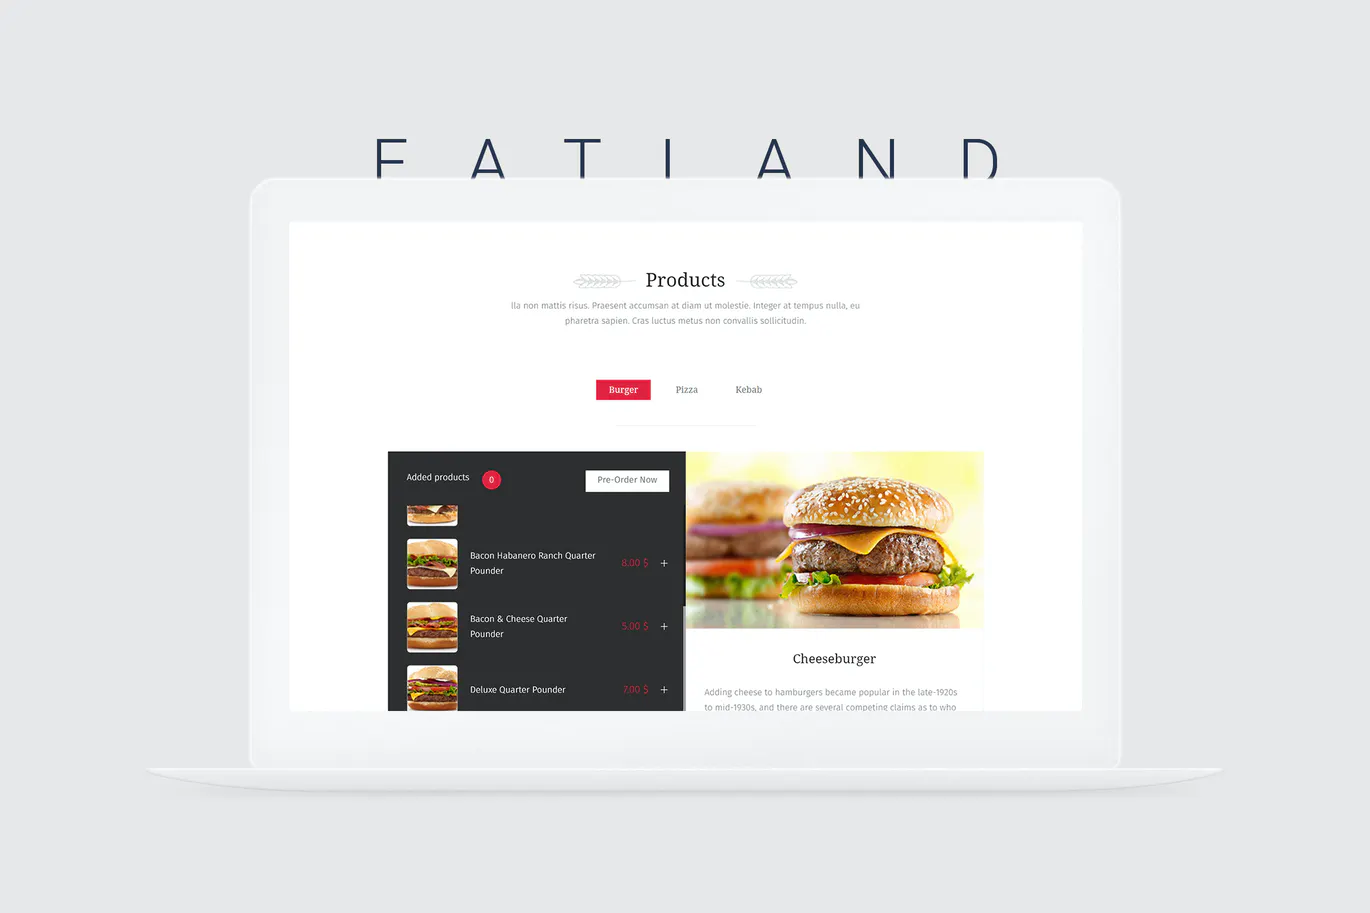 EATLAND
Products
lla non mattis risus. Praesent accumsan at diam ut molestie. Integer at tempus nulla, eu
pharetra sapien. Cras luctus metus non convallis sollicitudin.
Burger
Pizza
Kebab
Added products
0
Pre-Order Now
Bacon Habanero Ranch Quarter
Pounder
8.00 $ +
Bacon & Cheese Quarter
Pounder
5.00 $ +
Deluxe Quarter Pounder
7.00 $ +
Cheeseburger
Adding cheese to hamburgers became popular in the late-1920s
to mid-1930s, and there are several competing claims as to who